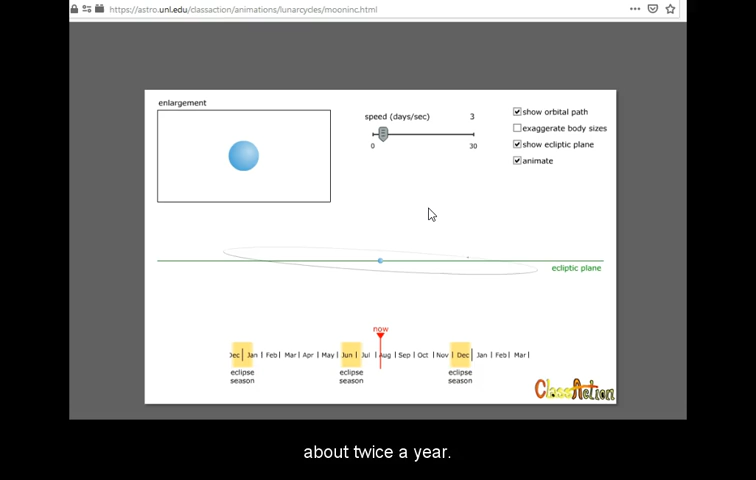 https://astro.unl.edu/classaction/animations/lunarcycles/mooninc.html
enlargement
speed (days/sec) 3
0 30
show orbital path
exaggerate body sizes
show ecliptic plane
animate
ecliptic plane
now
Dec Jan Feb Mar Apr May Jun Jul Aug Sep Oct Nov Dec Jan Feb Mar
eclipse season eclipse season eclipse season
ClassAction
about twice a year.